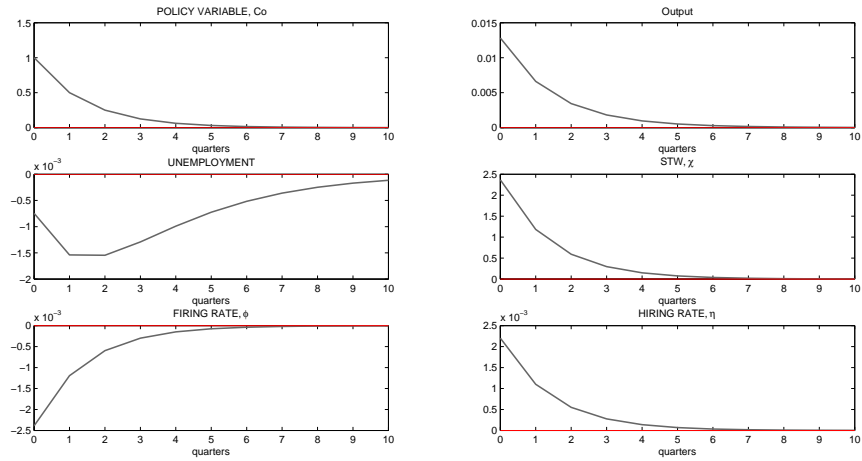 POLICY VARIABLE, Co
1.5
1
0.5
0
0 1 2 3 4 5 6 7 8 9 10
quarters
Output
0.015
0.01
0.005
0
0 1 2 3 4 5 6 7 8 9 10
quarters
UNEMPLOYMENT
x 10⁻³
0
−0.5
−1
−1.5
−2
0 1 2 3 4 5 6 7 8 9 10
quarters
STW, χ
2.5
2
1.5
1
0.5
0
0 1 2 3 4 5 6 7 8 9 10
quarters
FIRING RATE, ϕ
x 10⁻³
0
−0.5
−1
−1.5
−2
−2.5
0 1 2 3 4 5 6 7 8 9 10
quarters
HIRING RATE, η
x 10⁻³
2.5
2
1.5
1
0.5
0
0 1 2 3 4 5 6 7 8 9 10
quarters